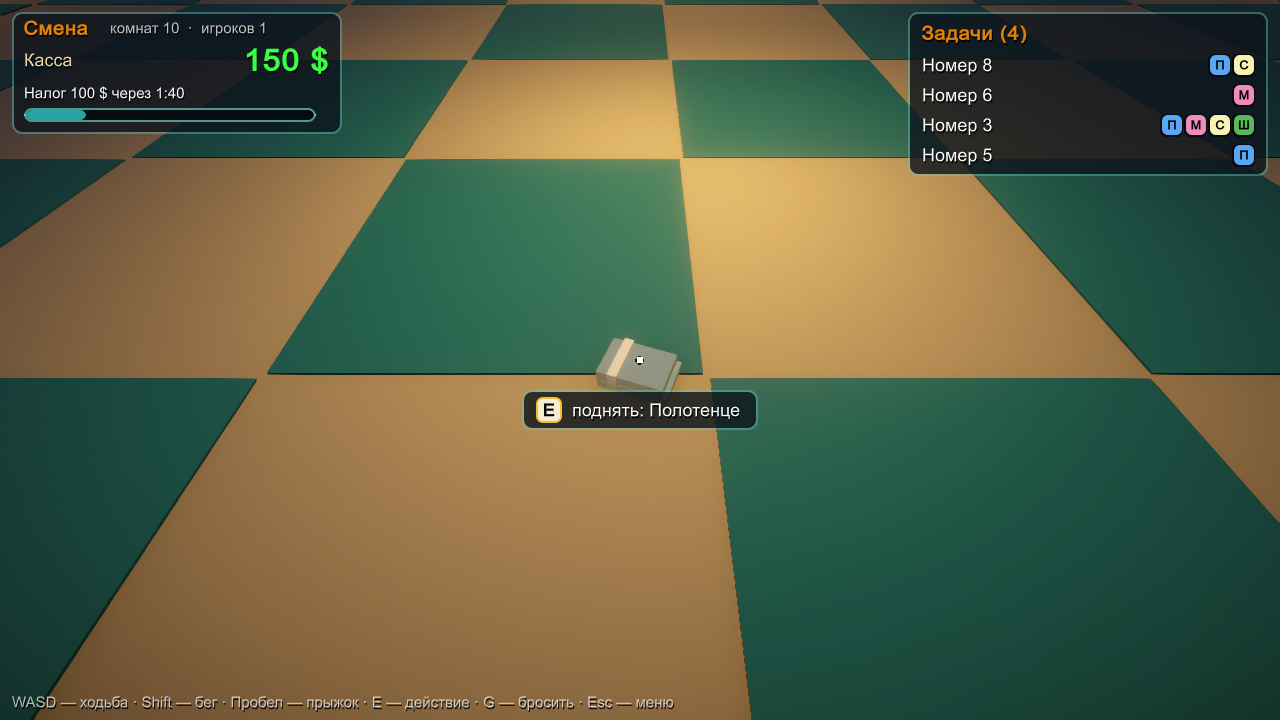 Смена комнат 10 · игроков 1
Касса 150 $
Налог 100 $ через 1:40
Задачи (4)
Номер 8 П С
Номер 6 М
Номер 3 П М С Ш
Номер 5 П
E поднять: Полотенце
WASD — ходьба · Shift — бег · Пробел — прыжок · E — действие · G — бросить · Esc — меню